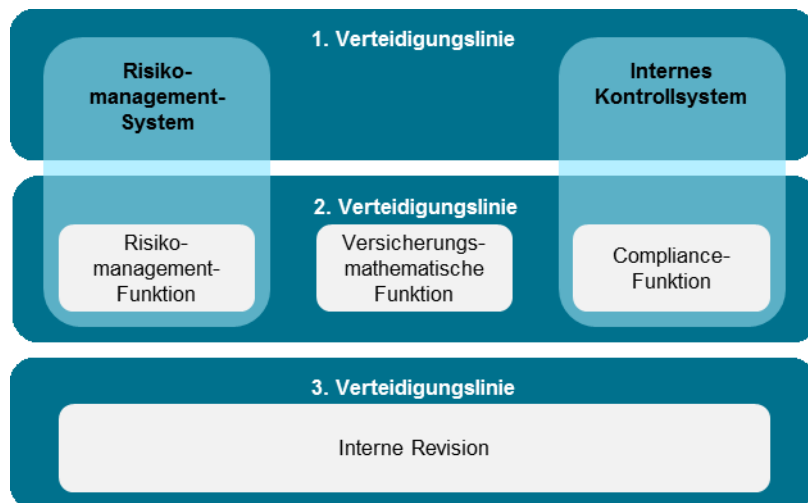 1. Verteidigungslinie
Risiko-
management-
System
Internes
Kontrollsystem
2. Verteidigungslinie
Risiko-
management-
Funktion
Versicherungs-
mathematische
Funktion
Compliance-
Funktion
3. Verteidigungslinie
Interne Revision